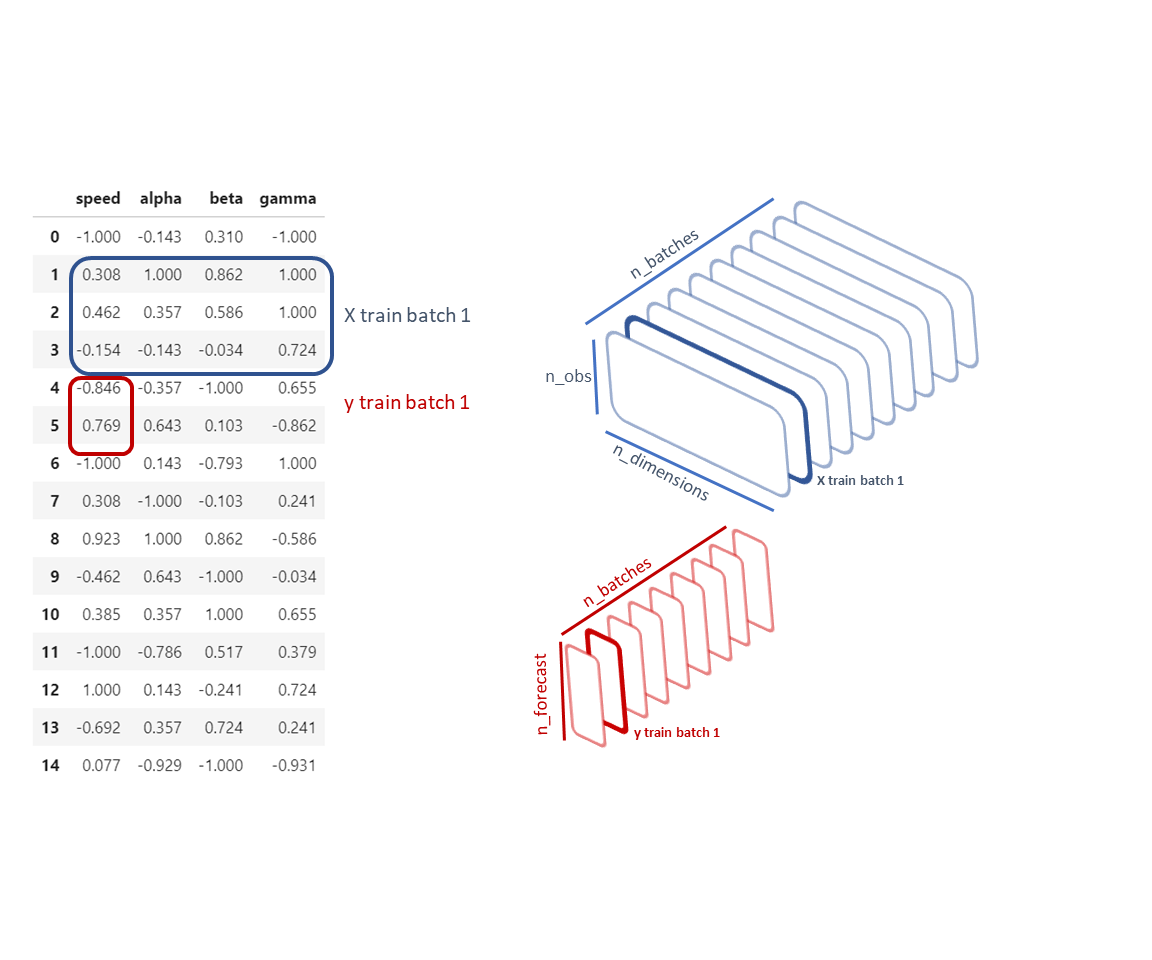 speed alpha beta gamma
0 -1.000 -0.143 0.310 -1.000
1 0.308 1.000 0.862 1.000
2 0.462 0.357 0.586 1.000
3 -0.154 -0.143 -0.034 0.724
4 -0.846 -0.357 -1.000 0.655
5 0.769 0.643 0.103 -0.862
6 -1.000 0.143 -0.793 1.000
7 0.308 -1.000 -0.103 0.241
8 0.923 1.000 0.862 -0.586
9 -0.462 0.643 -1.000 -0.034
10 0.385 0.357 1.000 0.655
11 -1.000 -0.786 0.517 0.379
12 1.000 0.143 -0.241 0.724
13 -0.692 0.357 0.724 0.241
14 0.077 -0.929 -1.000 -0.931
X train batch 1
y train batch 1
n_batches
n_obs
n_dimensions
X train batch 1
n_batches
n_forecast
y train batch 1